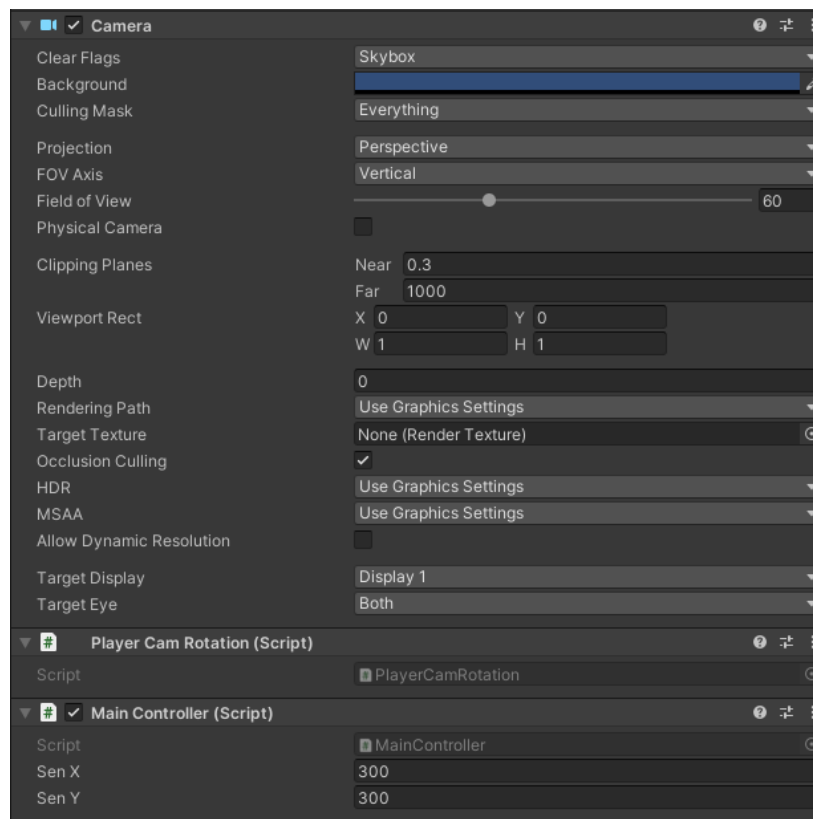 Camera
Clear Flags Skybox
Background
Culling Mask Everything
Projection Perspective
FOV Axis Vertical
Field of View 60
Physical Camera
Clipping Planes Near 0.3
Far 1000
Viewport Rect X 0 Y 0
W 1 H 1
Depth 0
Rendering Path Use Graphics Settings
Target Texture None (Render Texture)
Occlusion Culling
HDR Use Graphics Settings
MSAA Use Graphics Settings
Allow Dynamic Resolution
Target Display Display 1
Target Eye Both
# Player Cam Rotation (Script)
Script # PlayerCamRotation
# Main Controller (Script)
Script # MainController
Sen X 300
Sen Y 300